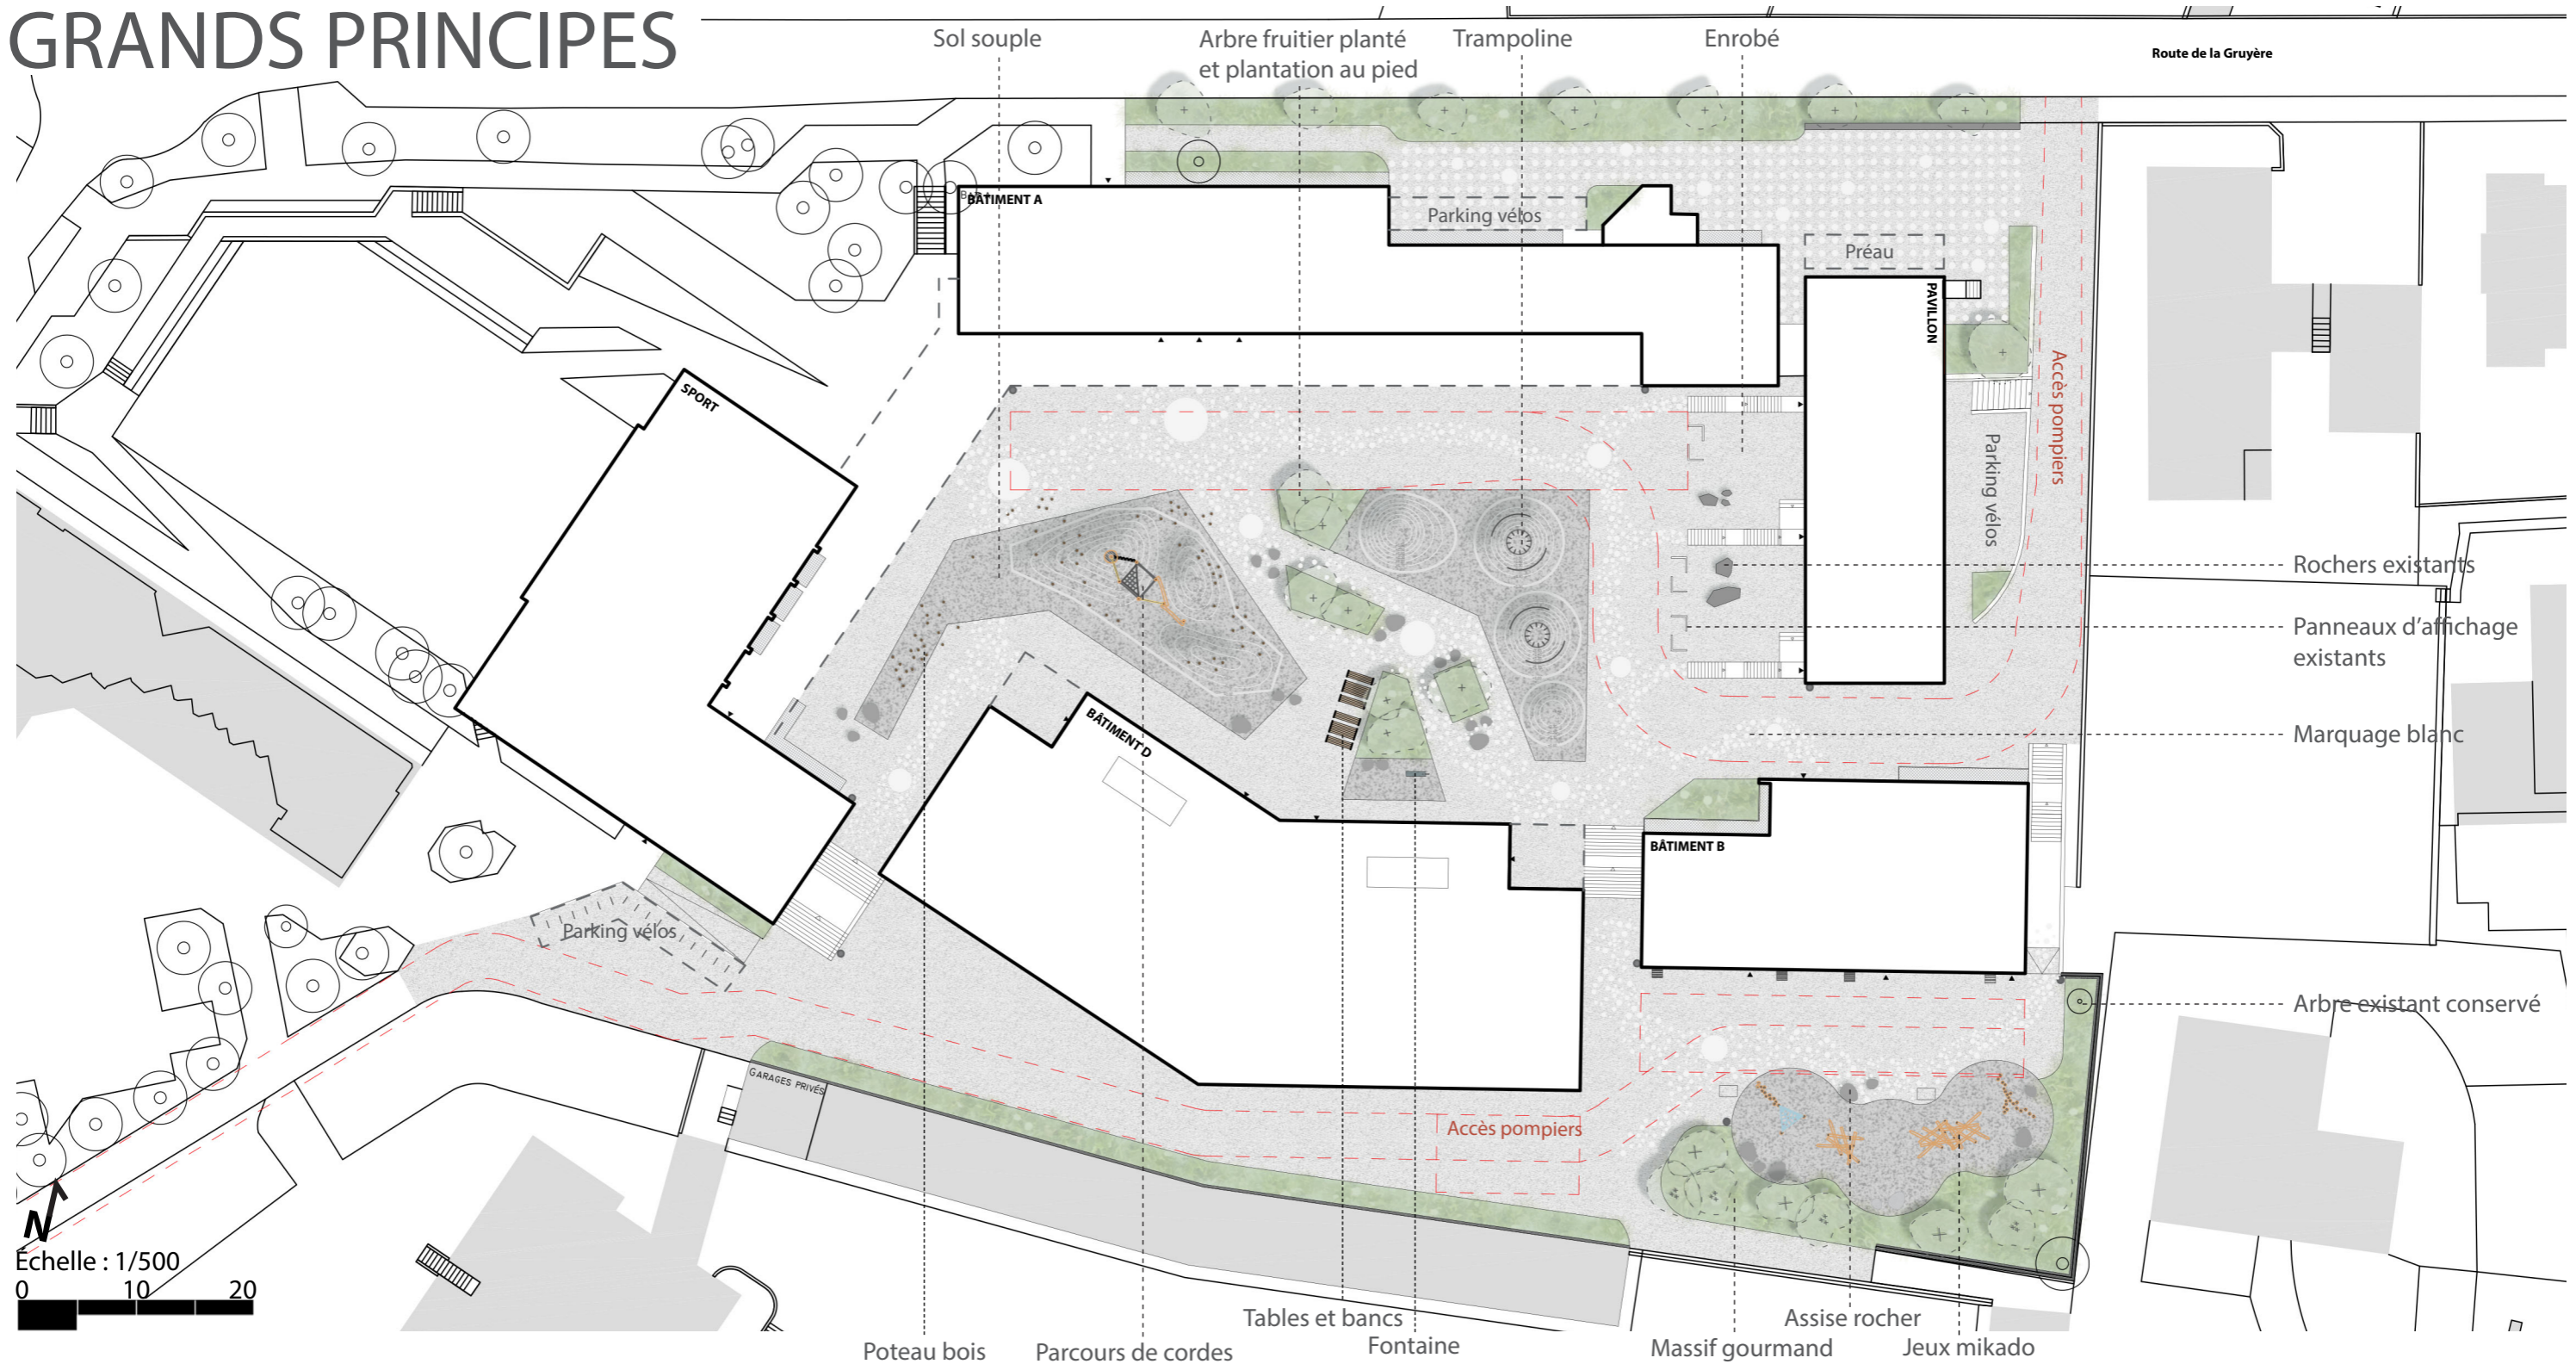 GRANDS PRINCIPES
Sol souple
Arbre fruitier planté
et plantation au pied
Trampoline
Enrobé
Route de la Gruyère
BÂTIMENT A
Parking vélos
Préau
PAVILLON
SPORT
Accès pompiers
Parking vélos
Rochers existants
Panneaux d'affichage
existants
BÂTIMENT D
Marquage blanc
BÂTIMENT B
Parking vélos
Arbre existant conservé
GARAGES PRIVÉS
Accès pompiers
N
Échelle : 1/500
0 10 20
Tables et bancs
Assise rocher
Poteau bois
Parcours de cordes
Fontaine
Massif gourmand
Jeux mikado